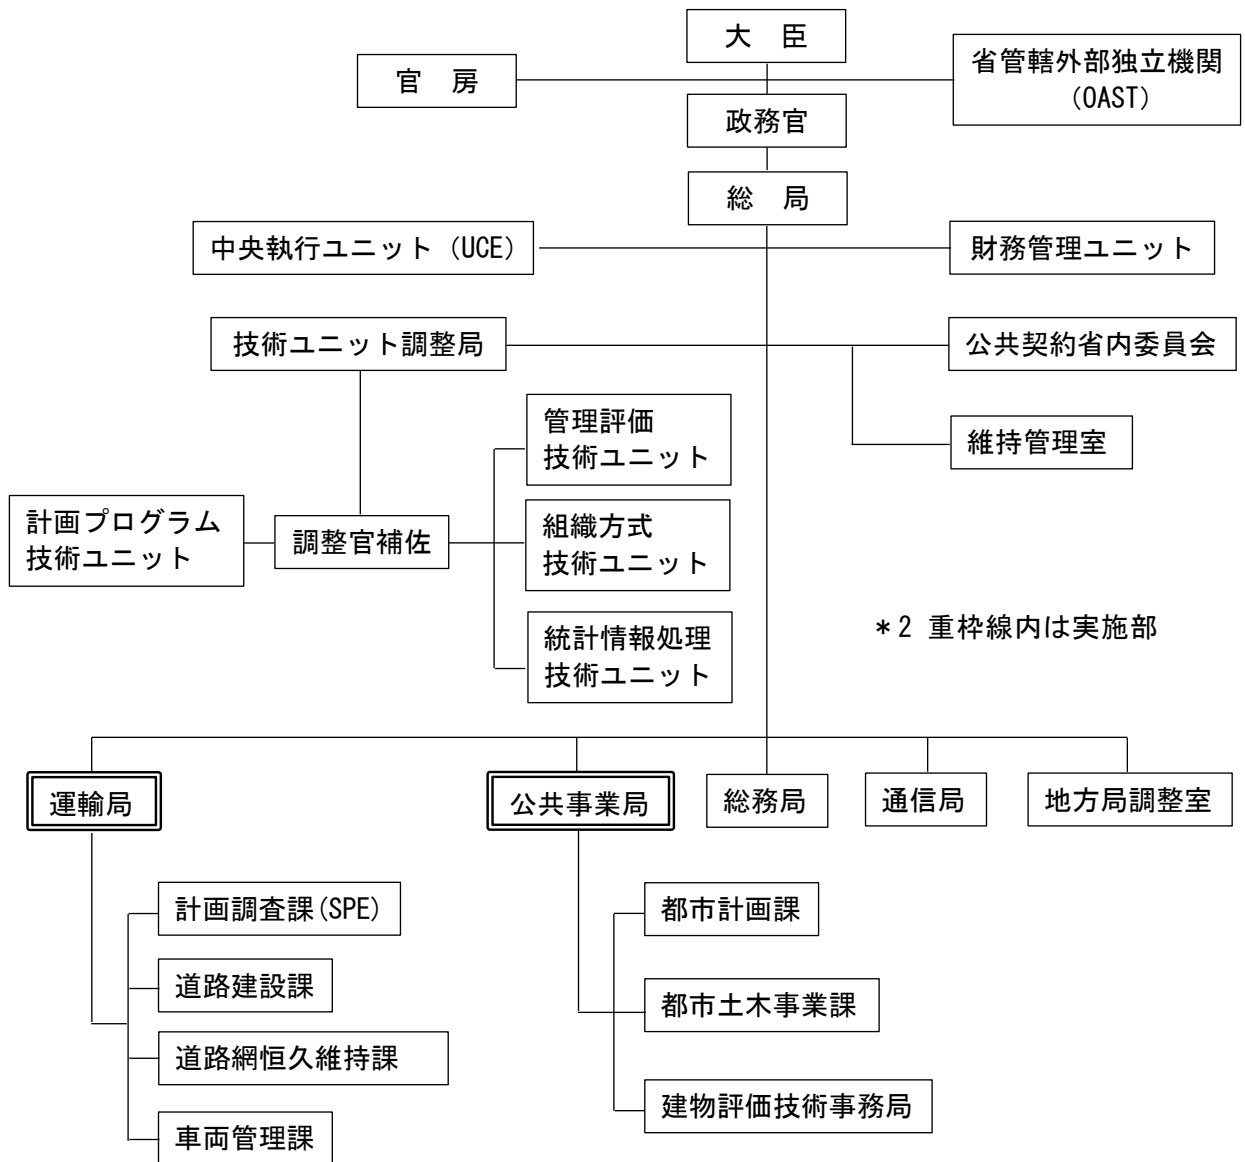 大　臣
官　房
省管轄外部独立機関
(OAST)
政務官
総　局
中央執行ユニット (UCE)
財務管理ユニット
技術ユニット調整局
公共契約省内委員会
管理評価
技術ユニット
維持管理室
計画プログラム
技術ユニット
調整官補佐
組織方式
技術ユニット
統計情報処理
技術ユニット
＊2 重枠線内は実施部
運輸局
公共事業局
総務局
通信局
地方局調整室
計画調査課(SPE)
道路建設課
道路網恒久維持課
車両管理課
都市計画課
都市土木事業課
建物評価技術事務局